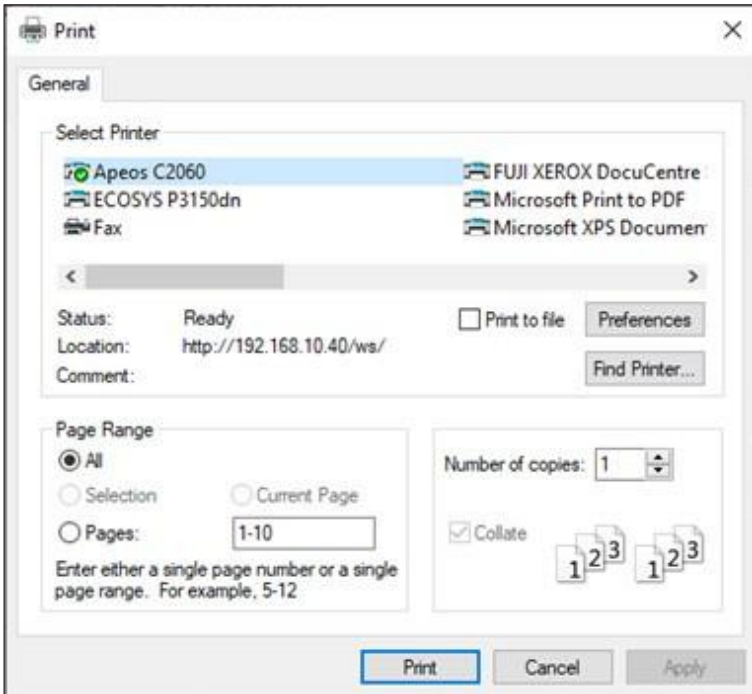 Print
General
Select Printer
Apeos C2060
FUJI XEROX DocuCentre
ECOSYS P3150dn
Microsoft Print to PDF
Fax
Microsoft XPS Documen
Status: Ready
Print to file
Preferences
Location: http://192.168.10.40/ws/
Comment:
Find Printer...
Page Range
All
Selection
Current Page
Pages: 1-10
Enter either a single page number or a single
page range. For example, 5-12
Number of copies: 1
Collate
1 2 3 1 2 3
Print Cancel Apply